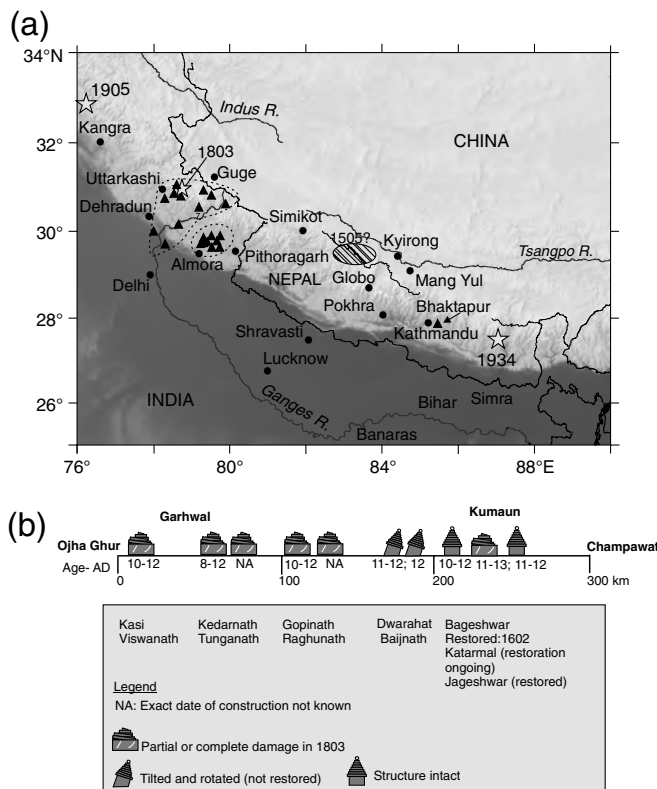 (a)
34°N
32°
30°
28°
26°
76°
80°
84°
88°E
1905
Kangra
Indus R.
CHINA
1803
Guge
Uttarkashi
Dehradun
Simikot
1505?
Kyirong
Tsangpo R.
Almora
Pithoragarh
NEPAL
Globo
Mang Yul
Delhi
Pokhra
Bhaktapur
Kathmandu
Shravasti
1934
Lucknow
INDIA
Ganges R.
Bihar
Simra
Banaras
(b)
Garhwal
Kumaun
Ojha Ghur
Champawat
Age- AD
10-12
8-12
NA
10-12
NA
11-12; 12
10-12
11-13; 11-12
0
100
200
300 km
Kasi
Viswanath
Kedarnath
Tunganath
Gopinath
Raghunath
Dwarahat
Baijnath
Bageshwar
Restored:1602
Katarmal (restoration
ongoing)
Jageshwar (restored)
Legend
NA: Exact date of construction not known
Partial or complete damage in 1803
Tilted and rotated (not restored)
Structure intact